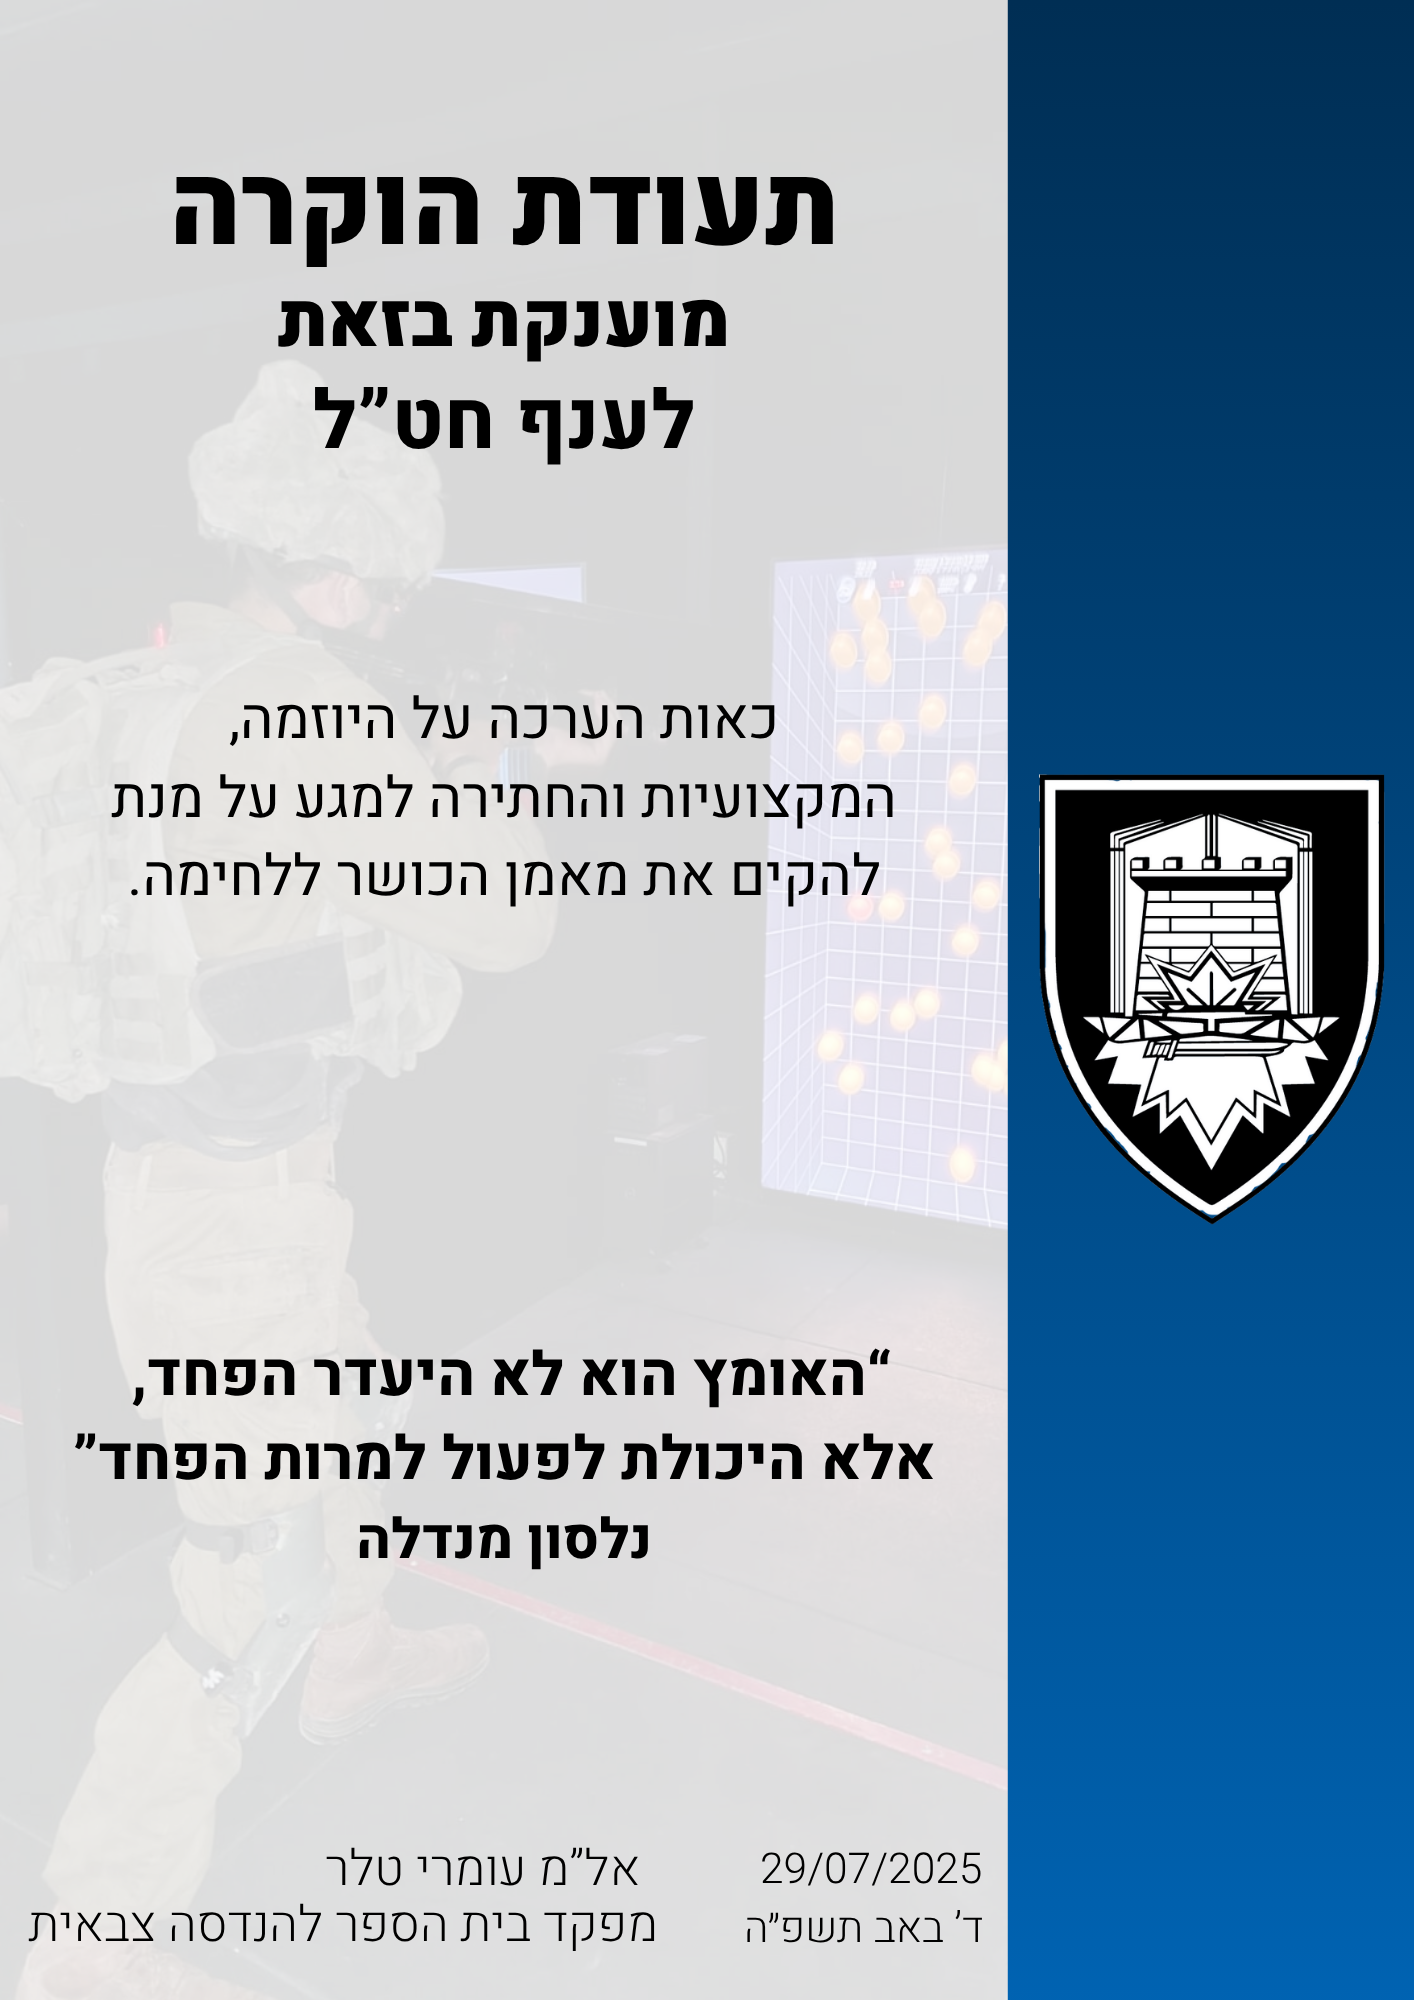 תעודת הוקרה
מוענקת בזאת
לענף חט״ל
כאות הערכה על היוזמה,
המקצועיות והחתירה למגע על מנת
להקים את מאמן הכושר ללחימה.
“האומץ הוא לא היעדר הפחד,
אלא היכולת לפעול למרות הפחד”
נלסון מנדלה
29/07/2025
ד’ באב תשפ״ה
אל”מ עומרי טלר
מפקד בית הספר להנדסה צבאית